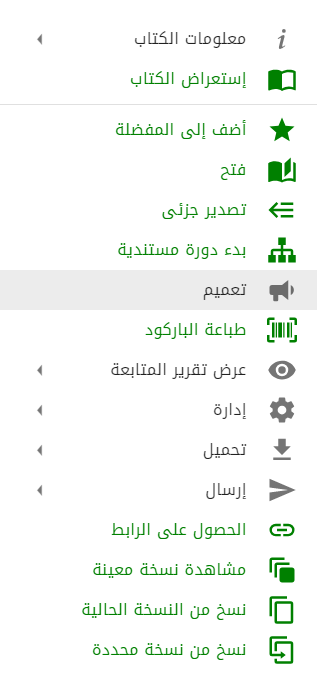 معلومات الكتاب
إستعراض الكتاب
أضف إلى المفضلة
فتح
تصدير جزئى
بدء دورة مستندية
تعميم
طباعة الباركود
عرض تقرير المتابعة
إدارة
تحميل
إرسال
الحصول على الرابط
مشاهدة نسخة معينة
نسخ من النسخة الحالية
نسخ من نسخة محددة